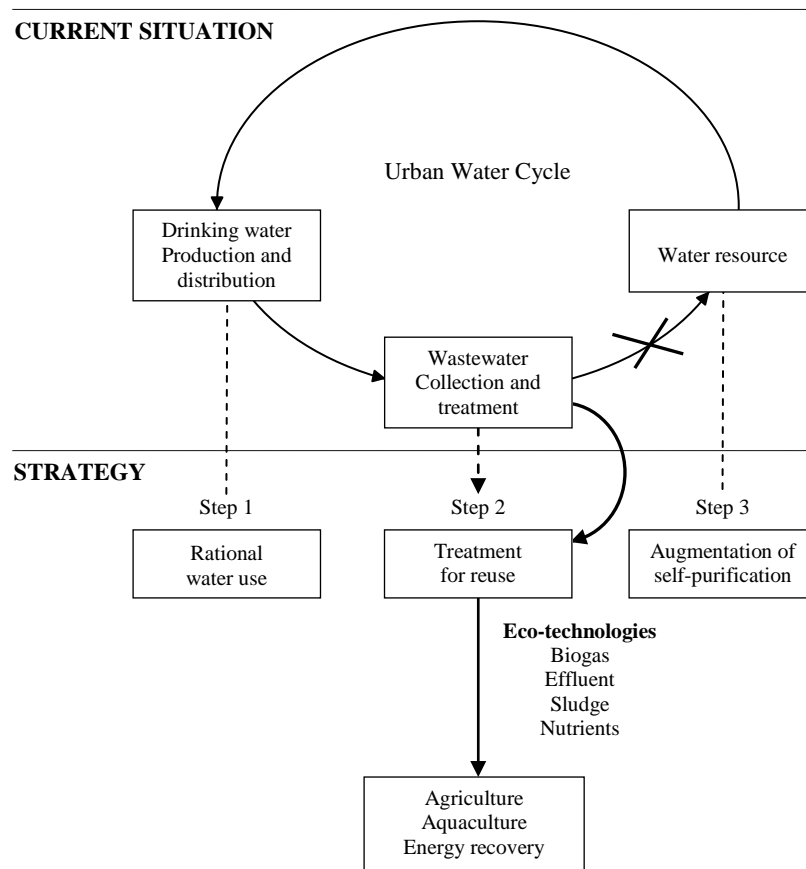 CURRENT SITUATION
Urban Water Cycle
Drinking water
Production and
distribution
Water resource
Wastewater
Collection and
treatment
STRATEGY
Step 1
Step 2
Step 3
Rational
water use
Treatment
for reuse
Augmentation of
self-purification
Eco-technologies
Biogas
Effluent
Sludge
Nutrients
Agriculture
Aquaculture
Energy recovery